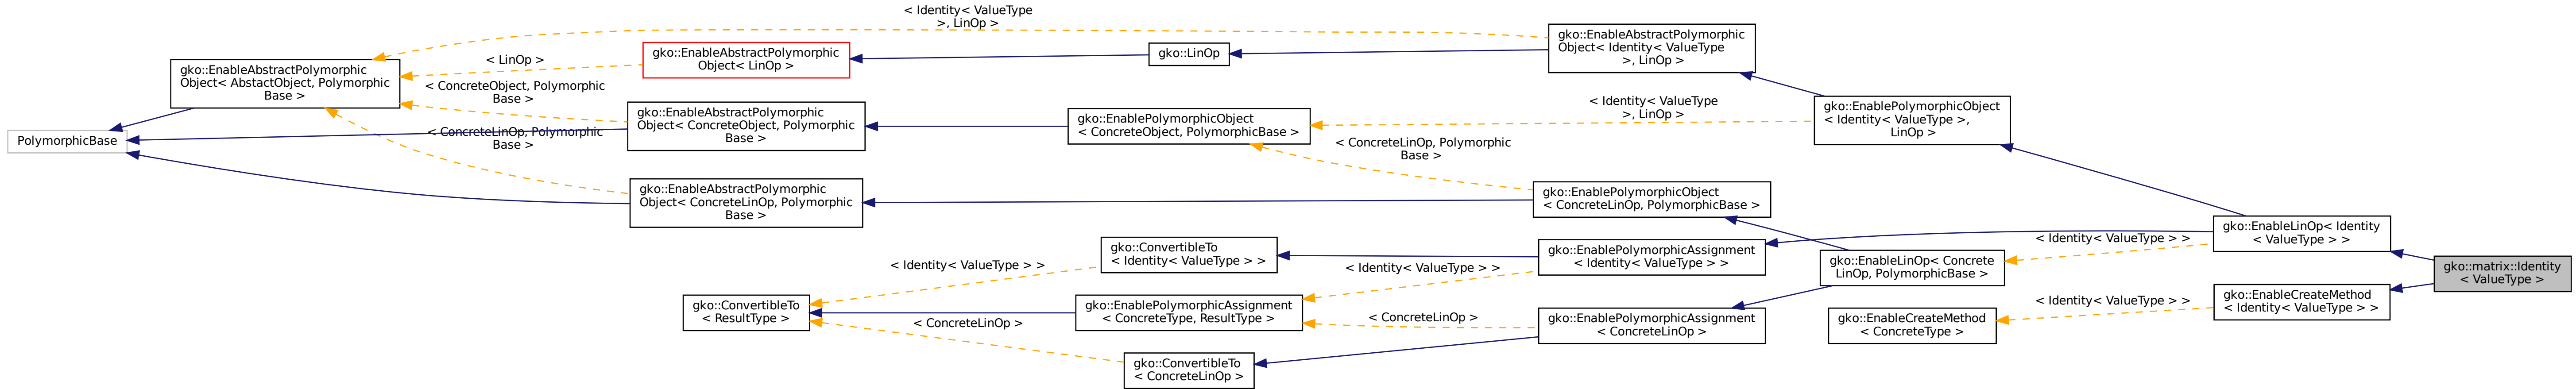 PolymorphicBase
gko::EnableAbstractPolymorphic
Object< AbstactObject, Polymorphic
Base >
< Identity< ValueType
>, LinOp >
< LinOp >
< ConcreteObject, Polymorphic
Base >
< ConcreteLinOp, Polymorphic
Base >
gko::EnableAbstractPolymorphic
Object< LinOp >
gko::EnableAbstractPolymorphic
Object< ConcreteObject, Polymorphic
Base >
gko::EnableAbstractPolymorphic
Object< ConcreteLinOp, Polymorphic
Base >
gko::ConvertibleTo
< ResultType >
< Identity< ValueType > >
< ConcreteLinOp >
gko::LinOp
gko::EnablePolymorphicObject
< ConcreteObject, PolymorphicBase >
gko::ConvertibleTo
< Identity< ValueType > >
gko::EnablePolymorphicAssignment
< ConcreteType, ResultType >
gko::ConvertibleTo
< ConcreteLinOp >
< Identity< ValueType
>, LinOp >
< ConcreteLinOp, Polymorphic
Base >
< Identity< ValueType > >
< ConcreteLinOp >
gko::EnableAbstractPolymorphic
Object< Identity< ValueType
>, LinOp >
gko::EnablePolymorphicObject
< ConcreteLinOp, PolymorphicBase >
gko::EnablePolymorphicAssignment
< Identity< ValueType > >
gko::EnablePolymorphicAssignment
< ConcreteLinOp >
gko::EnablePolymorphicObject
< Identity< ValueType >,
LinOp >
gko::EnableLinOp< Concrete
LinOp, PolymorphicBase >
gko::EnableCreateMethod
< ConcreteType >
< Identity< ValueType > >
< Identity< ValueType > >
gko::EnableLinOp< Identity
< ValueType > >
gko::EnableCreateMethod
< Identity< ValueType > >
gko::matrix::Identity
< ValueType >